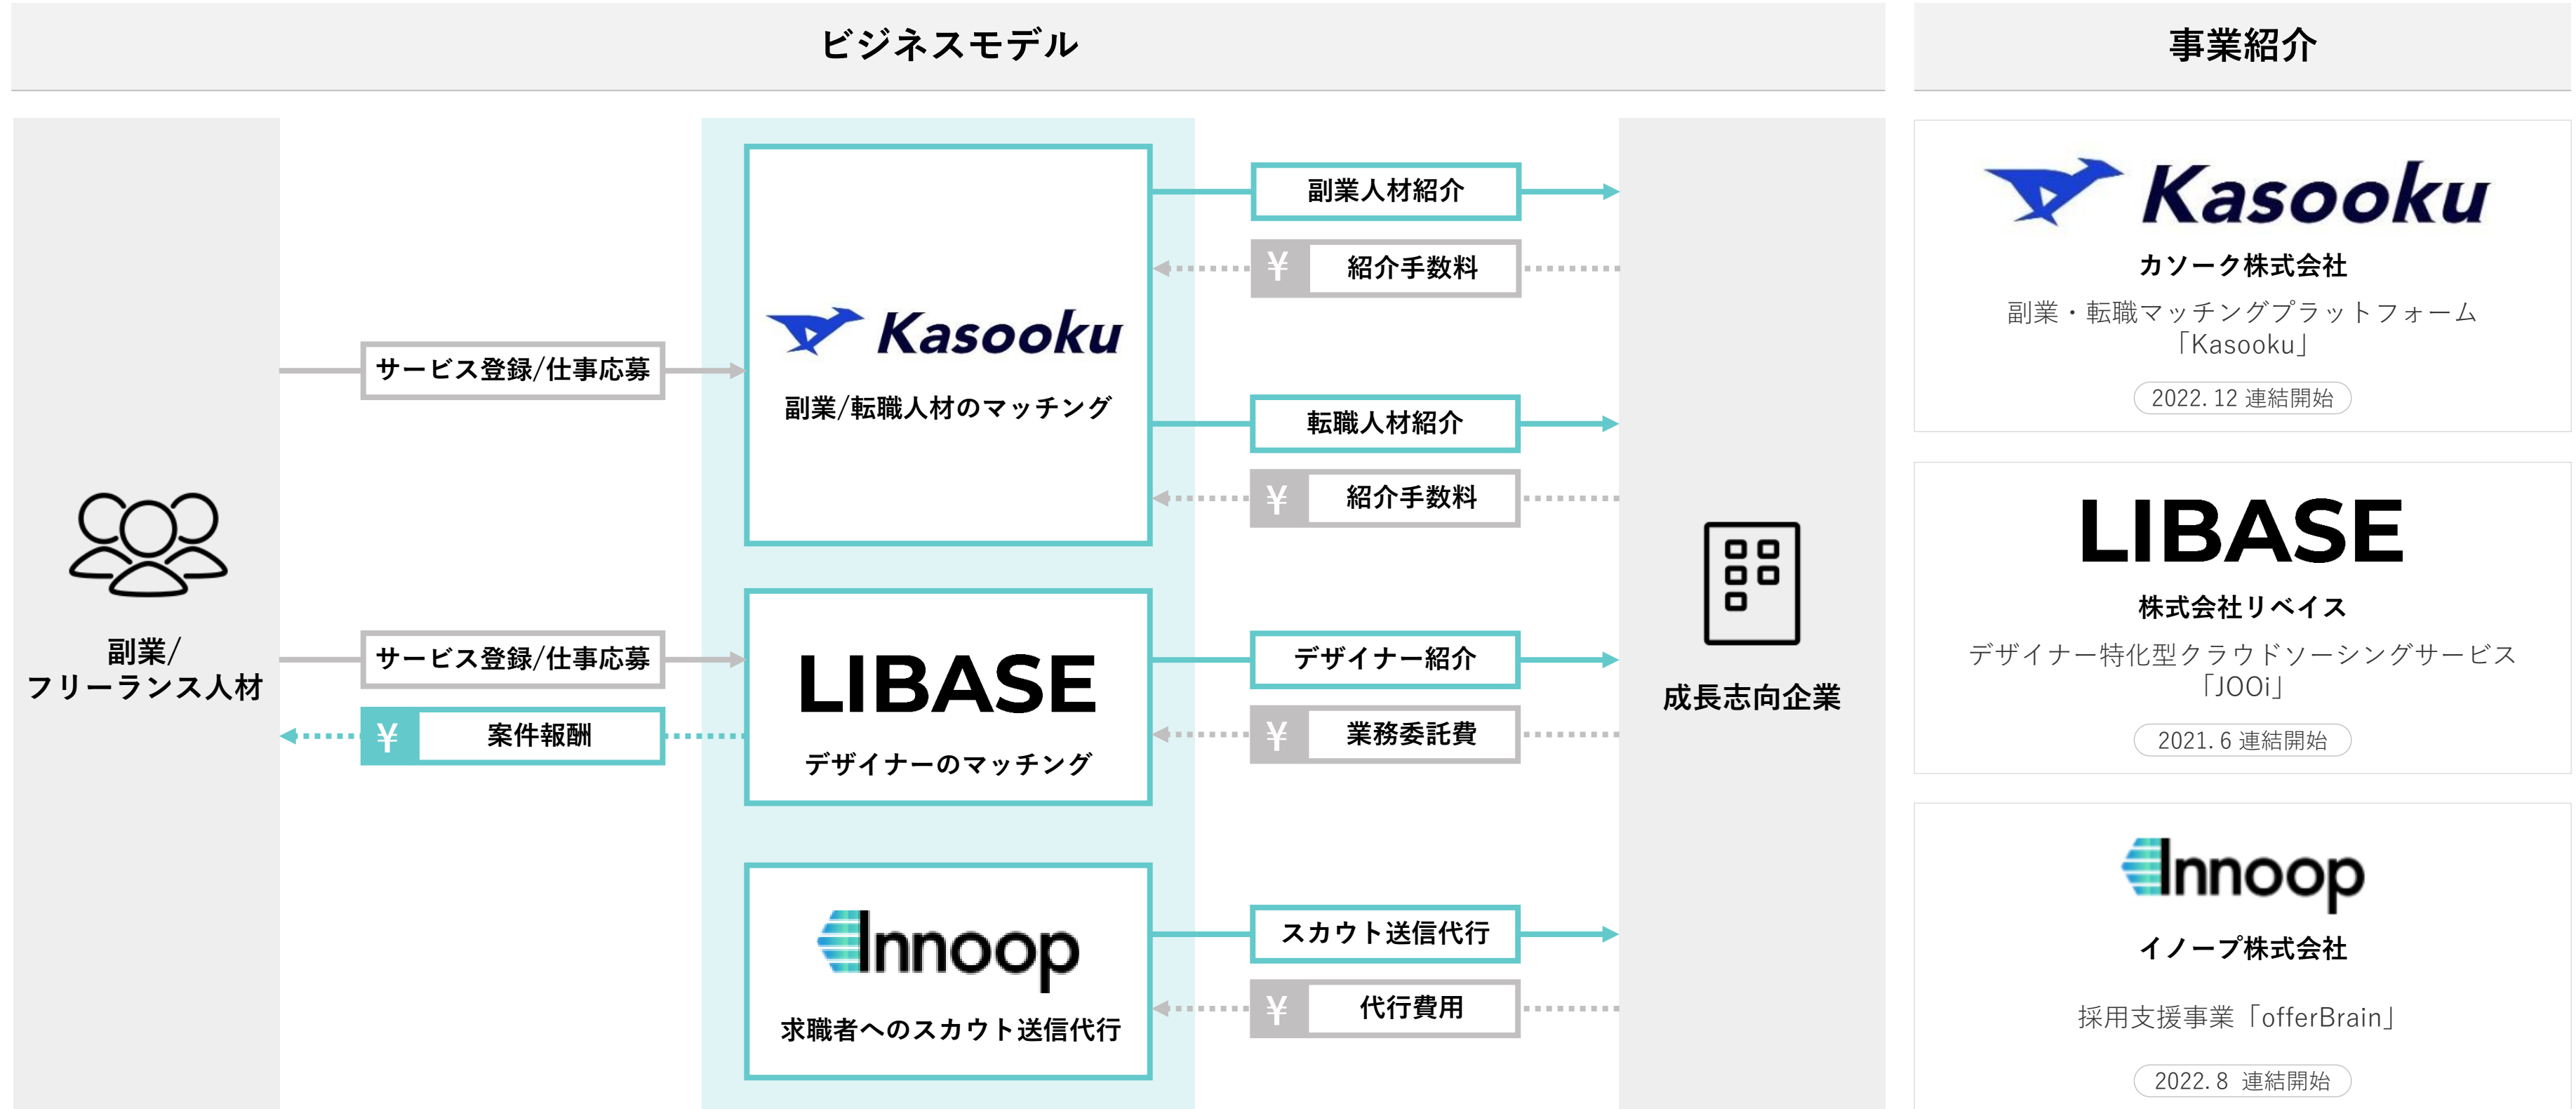 ビジネスモデル
副業/
フリーランス人材
サービス登録/仕事応募
サービス登録/仕事応募
¥ 案件報酬
Kasooku
副業/転職人材のマッチング
LIBASE
デザイナーのマッチング
Innoop
求職者へのスカウト送信代行
副業人材紹介
¥ 紹介手数料
転職人材紹介
¥ 紹介手数料
デザイナー紹介
¥ 業務委託費
スカウト送信代行
¥ 代行費用
成長志向企業
事業紹介
Kasooku
カソーク株式会社
副業・転職マッチングプラットフォーム
「Kasooku」
2022. 12 連結開始
LIBASE
株式会社リベイス
デザイナー特化型クラウドソーシングサービス
「JOOi」
2021. 6 連結開始
Innoop
イノープ株式会社
採用支援事業「offerBrain」
2022. 8 連結開始